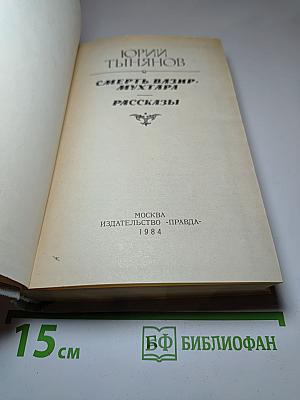 ЮРИЙ
ТЫНЯНОВ
СМЕРТЬ ВАЗИР-
МУХТАРА
РАССКАЗЫ
МОСКВА
ИЗДАТЕЛЬСТВО «ПРАВДА»
1984
15 см
БФ БИБЛИОФАН